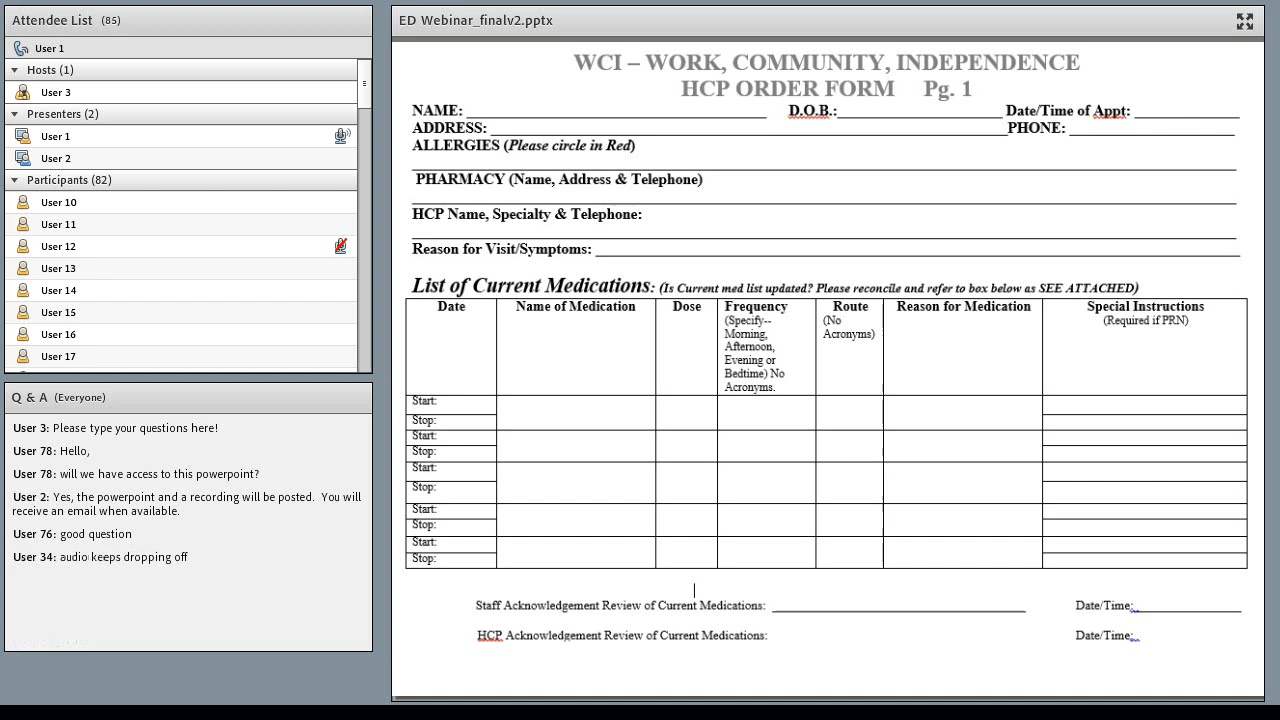 Attendee List (85)
User 1
Hosts (1)
User 3
Presenters (2)
User 1
User 2
Participants (82)
User 10
User 11
User 12
User 13
User 14
User 15
User 16
User 17
Q & A (Everyone)
User 3: Please type your questions here!
User 78: Hello,
User 78: will we have access to this powerpoint?
User 2: Yes, the powerpoint and a recording will be posted. You will
receive an email when available.
User 76: good question
User 34: audio keeps dropping off
ED Webinar_finalv2.pptx
WCI – WORK, COMMUNITY, INDEPENDENCE
HCP ORDER FORM Pg. 1
NAME: D.O.B.: Date/Time of Appt:
ADDRESS: PHONE:
ALLERGIES (Please circle in Red)
PHARMACY (Name, Address & Telephone)
HCP Name, Specialty & Telephone:
Reason for Visit/Symptoms:
List of Current Medications: (Is Current med list updated? Please reconcile and refer to box below as SEE ATTACHED)
Date Name of Medication Dose Frequency Route Reason for Medication Special Instructions
(Specify-- (No (Required if PRN)
Morning, Acronyms)
Afternoon,
Evening or
Bedtime) No
Acronyms.
Start:
Stop:
Start:
Stop:
Start:
Stop:
Start:
Stop:
Start:
Stop:
Staff Acknowledgement Review of Current Medications: Date/Time:
HCP Acknowledgement Review of Current Medications: Date/Time: